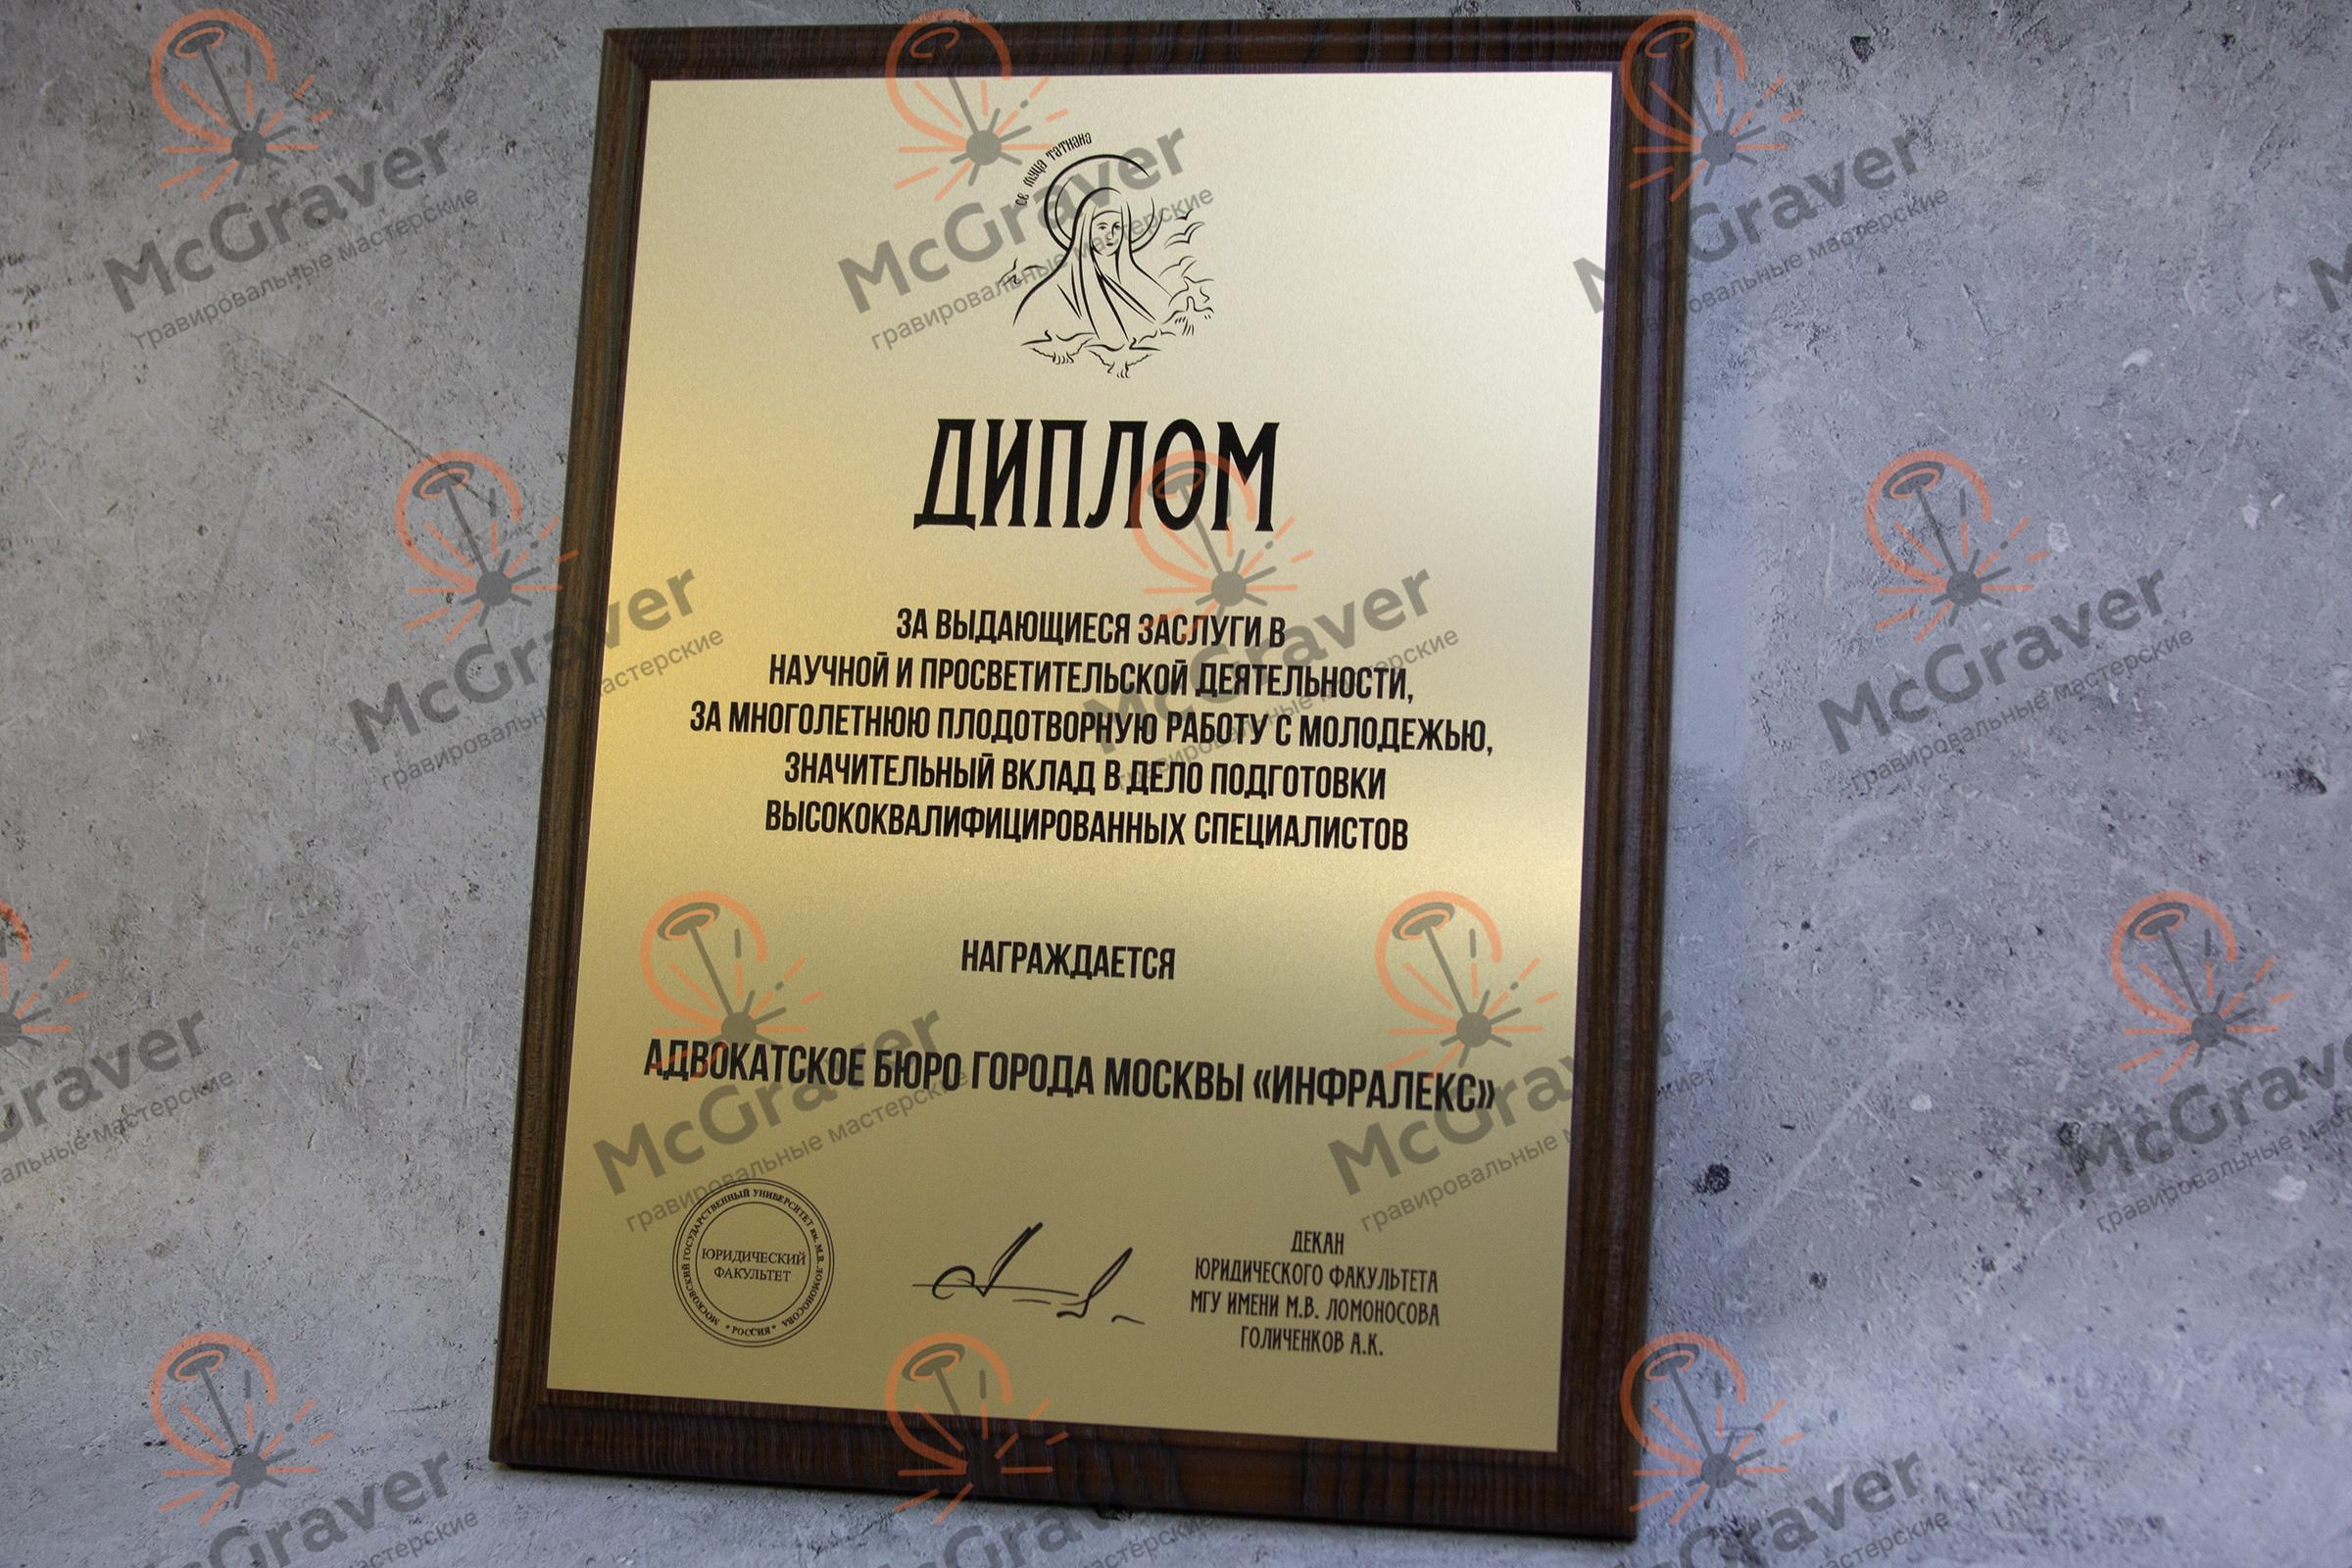 св муца татиана
ДИПЛОМ
ЗА ВЫДАЮЩИЕСЯ ЗАСЛУГИ В
НАУЧНОЙ И ПРОСВЕТИТЕЛЬСКОЙ ДЕЯТЕЛЬНОСТИ,
ЗА МНОГОЛЕТНЮЮ ПЛОДОТВОРНУЮ РАБОТУ С МОЛОДЕЖЬЮ,
ЗНАЧИТЕЛЬНЫЙ ВКЛАД В ДЕЛО ПОДГОТОВКИ
ВЫСОКОКВАЛИФИЦИРОВАННЫХ СПЕЦИАЛИСТОВ
НАГРАЖДАЕТСЯ
АДВОКАТСКОЕ БЮРО ГОРОДА МОСКВЫ «ИНФРАЛЕКС»
МОСКОВСКИЙ ГОСУДАРСТВЕННЫЙ УНИВЕРСИТЕТ им. М.В. ЛОМОНОСОВА
* РОССИЯ *
ЮРИДИЧЕСКИЙ
ФАКУЛЬТЕТ
ДЕКАН
ЮРИДИЧЕСКОГО ФАКУЛЬТЕТА
МГУ ИМЕНИ М.В. ЛОМОНОСОВА
ГОЛИЧЕНКОВ А.К.
McGraver
гравировальные мастерские